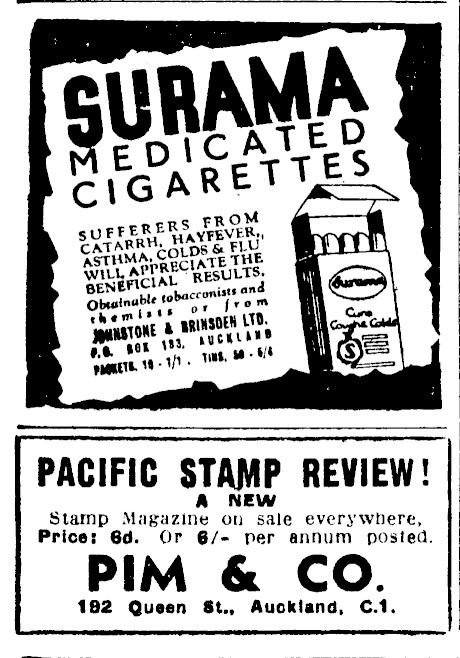 SURAMA
MEDICATED
CIGARETTES
SUFFERERS FROM
CATARRH, HAYFEVER,
ASTHMA, COLDS & FLU
WILL APPRECIATE THE
BENEFICIAL RESULTS.
Obtainable tobacconists and
chemists or from
JOHNSTONE & BRINSDEN LTD.
P.O. BOX 183, AUCKLAND
PACKETS, 10 - 1/1. TINS, 50 -
Surama
Cure
Coughs Colds
S
PACIFIC STAMP REVIEW!
A NEW
Stamp Magazine on sale everywhere,
Price: 6d. Or 6/- per annum posted.
PIM & CO.
192 Queen St., Auckland, C.1.